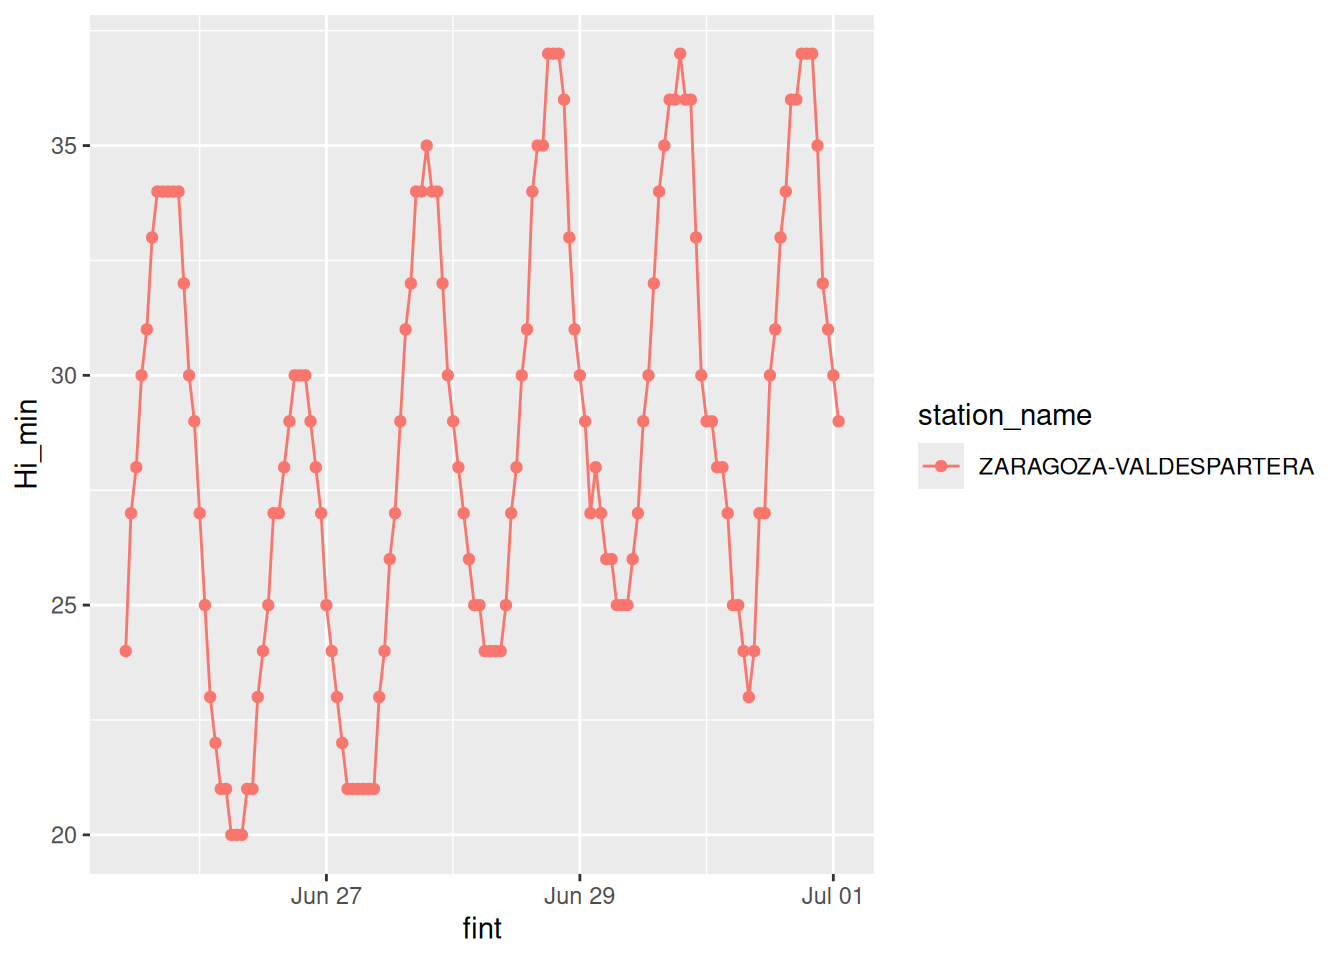 Hi_min
35
30
25
20
Jun 27
Jun 29
Jul 01
fint
station_name
ZARAGOZA-VALDESPARTERA